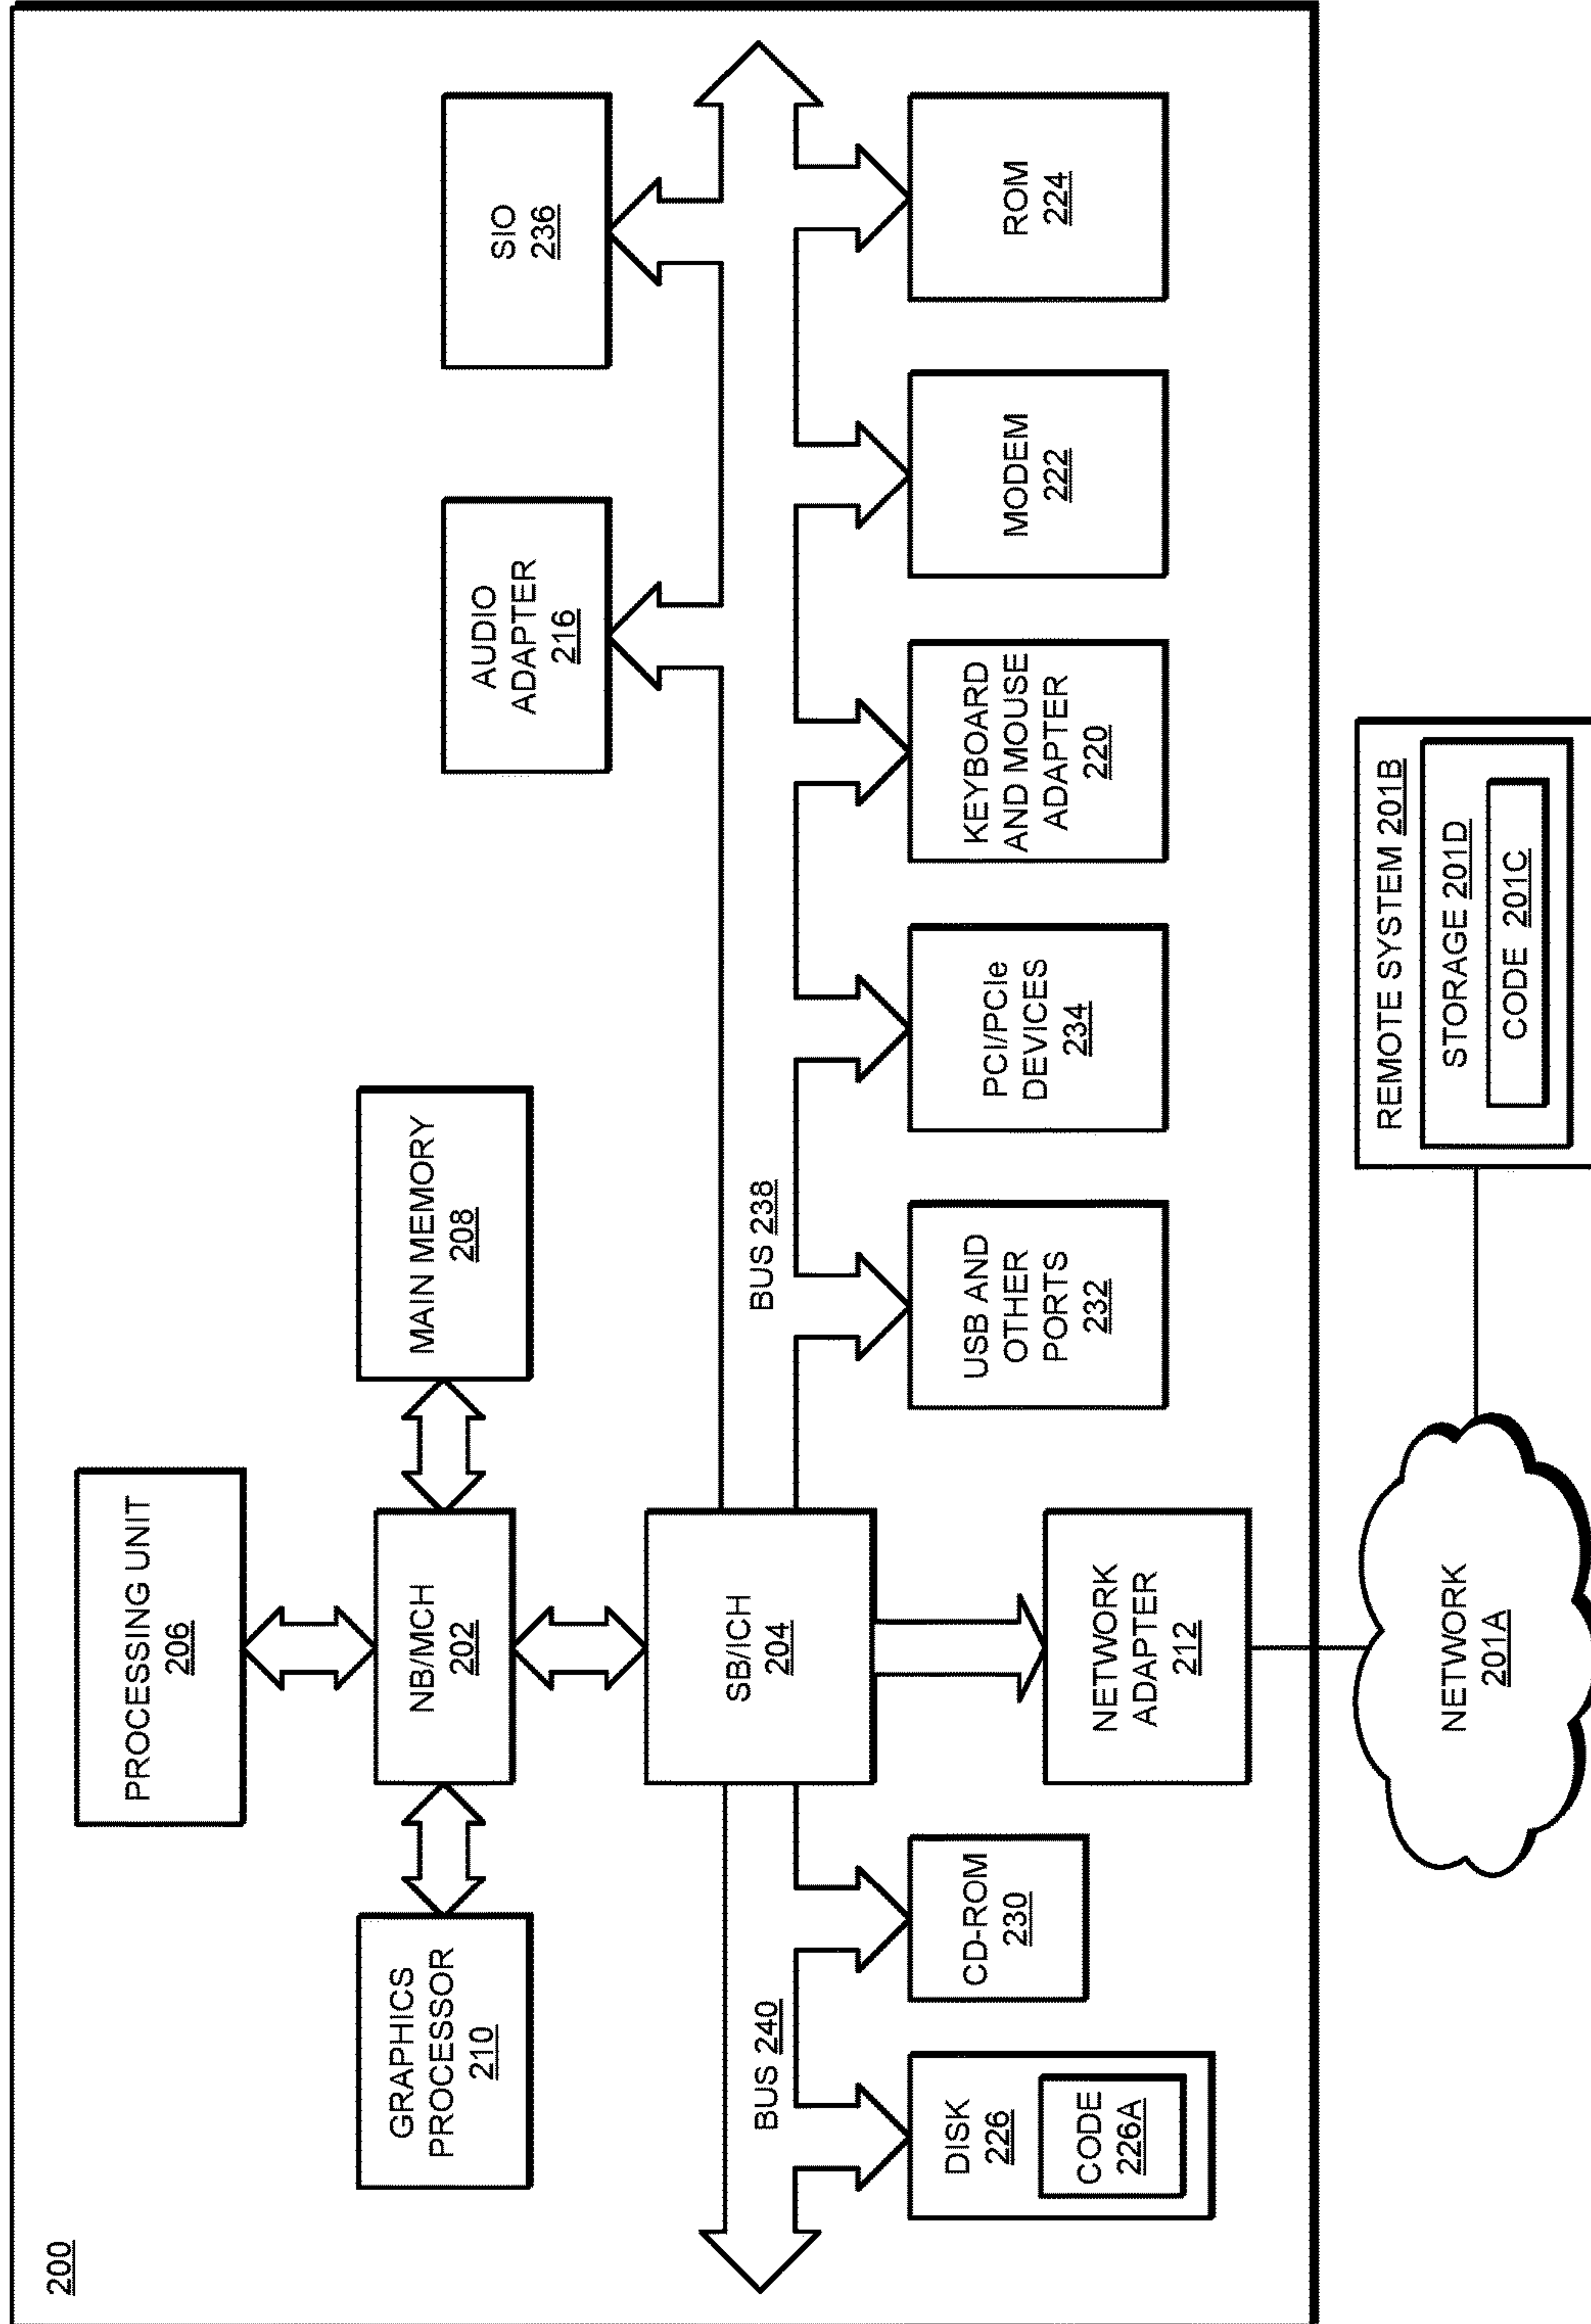 200
PROCESSING UNIT
206
GRAPHICS
PROCESSOR
210
NB/MCH
202
MAIN MEMORY
208
AUDIO
ADAPTER
216
SIO
236
SB/ICH
204
BUS 240
BUS 238
DISK
226
CODE
226A
CD-ROM
230
NETWORK
ADAPTER
212
USB AND
OTHER
PORTS
232
PCI/PCIe
DEVICES
234
KEYBOARD
AND MOUSE
ADAPTER
220
MODEM
222
ROM
224
NETWORK
201A
REMOTE SYSTEM 201B
STORAGE 201D
CODE 201C